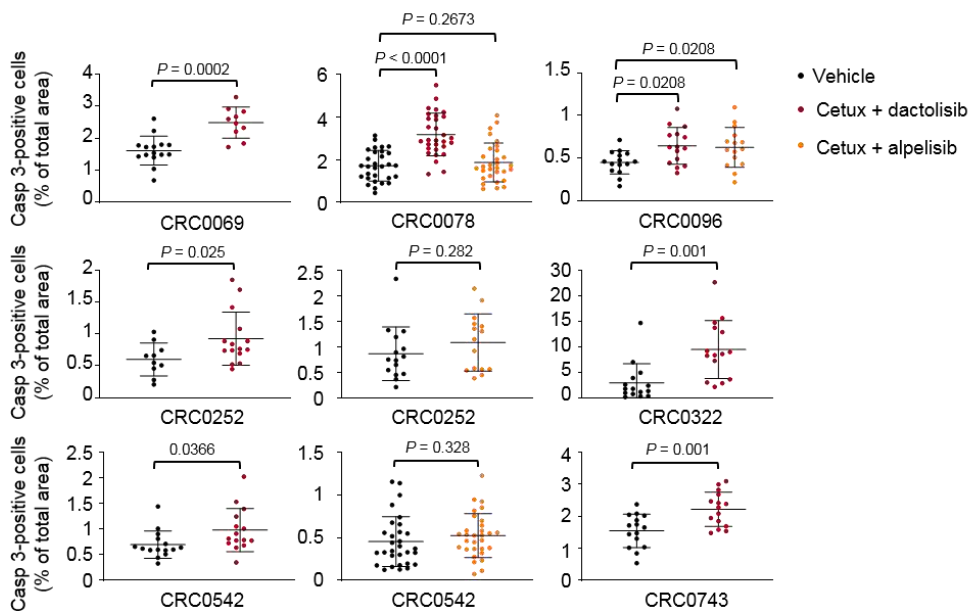 P = 0.2673
P = 0.0208
P = 0.0002
P < 0.0001
P = 0.0208
Vehicle
Cetux + dactolisib
Cetux + alpelisib
Casp 3-positive cells
(% of total area)
4
3
2
1
0
6
4
2
0
1.5
1
0.5
0
CRC0069
CRC0078
CRC0096
P = 0.025
P = 0.282
P = 0.001
Casp 3-positive cells
(% of total area)
2
1.5
1
0.5
0
2.5
2
1.5
1
0.5
0
30
20
15
10
5
0
CRC0252
CRC0252
CRC0322
0.0366
P = 0.328
P = 0.001
Casp 3-positive cells
(% of total area)
2.5
2
1.5
1
0.5
0
1.5
1
0.5
0
4
3
2
1
0
CRC0542
CRC0542
CRC0743